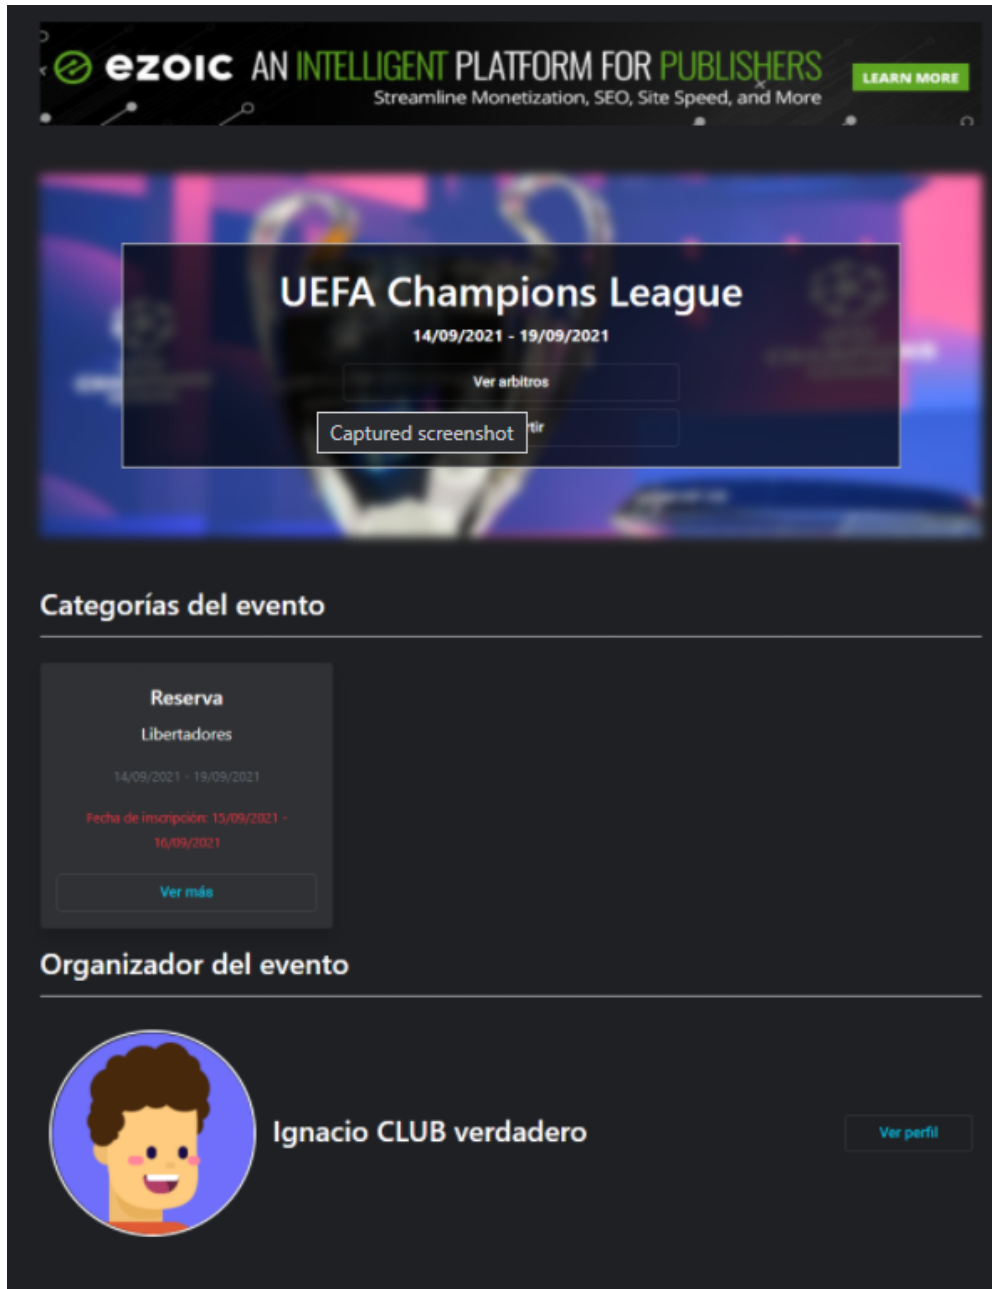 ezoic AN INTELLIGENT PLATFORM FOR PUBLISHERS
Streamline Monetization, SEO, Site Speed, and More
LEARN MORE
UEFA Champions League
14/09/2021 - 19/09/2021
Ver arbitros
Captured screenshot
tir
Categorías del evento
Reserva
Libertadores
14/09/2021 - 19/09/2021
Fecha de inscripción: 15/09/2021 -
16/09/2021
Ver más
Organizador del evento
Ignacio CLUB verdadero
Ver perfil